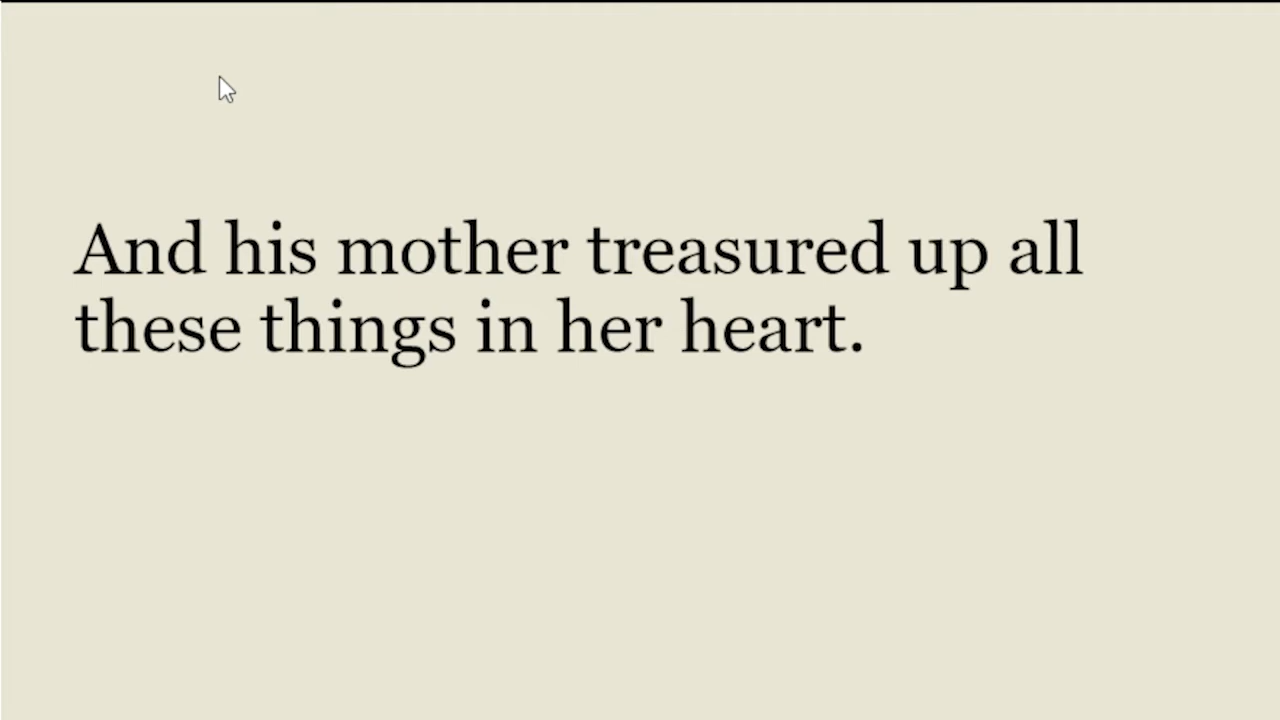 And his mother treasured up all
these things in her heart.